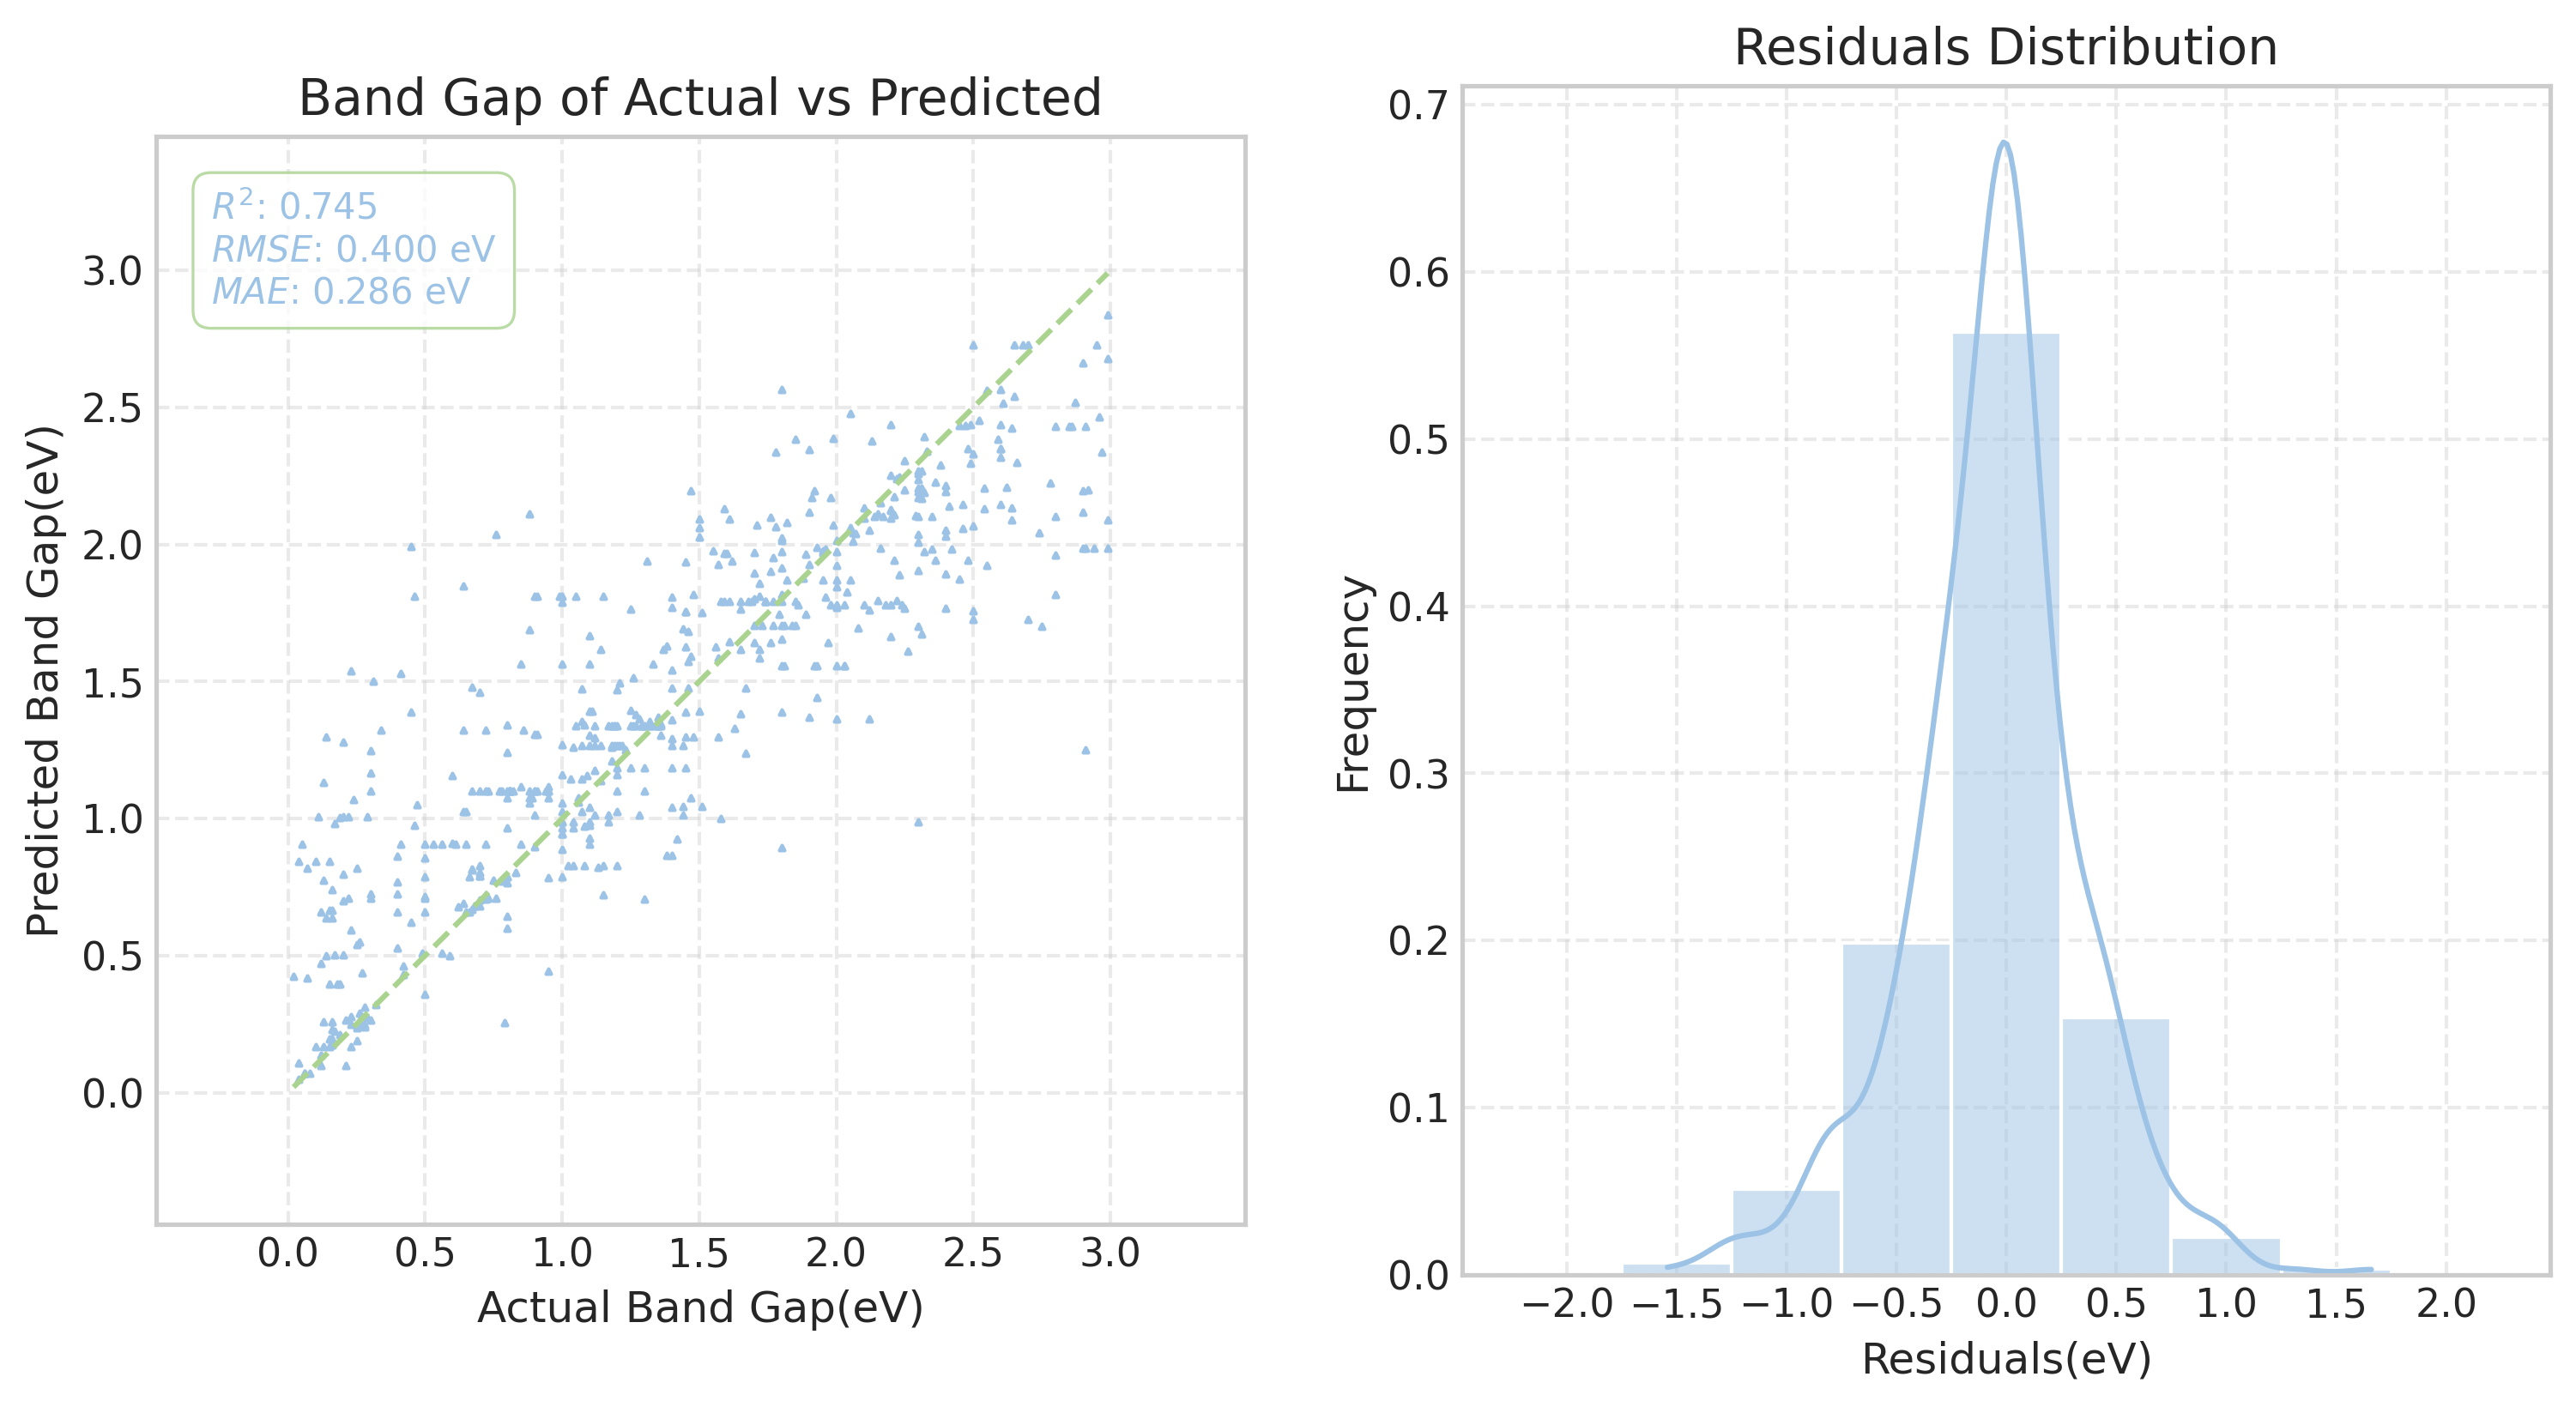 Band Gap of Actual vs Predicted
R²: 0.745
RMSE: 0.400 eV
MAE: 0.286 eV
3.0
2.5
2.0
1.5
1.0
0.5
0.0
Predicted Band Gap(eV)
0.0 0.5 1.0 1.5 2.0 2.5 3.0
Actual Band Gap(eV)
Residuals Distribution
0.7
0.6
0.5
0.4
0.3
0.2
0.1
0.0
Frequency
−2.0 −1.5 −1.0 −0.5 0.0 0.5 1.0 1.5 2.0
Residuals(eV)